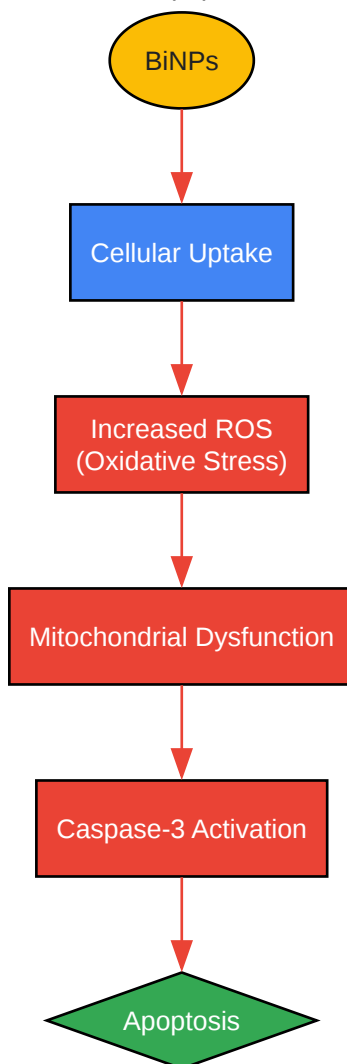 BiNPs
Cellular Uptake
Increased ROS
(Oxidative Stress)
Mitochondrial Dysfunction
Caspase-3 Activation
Apoptosis